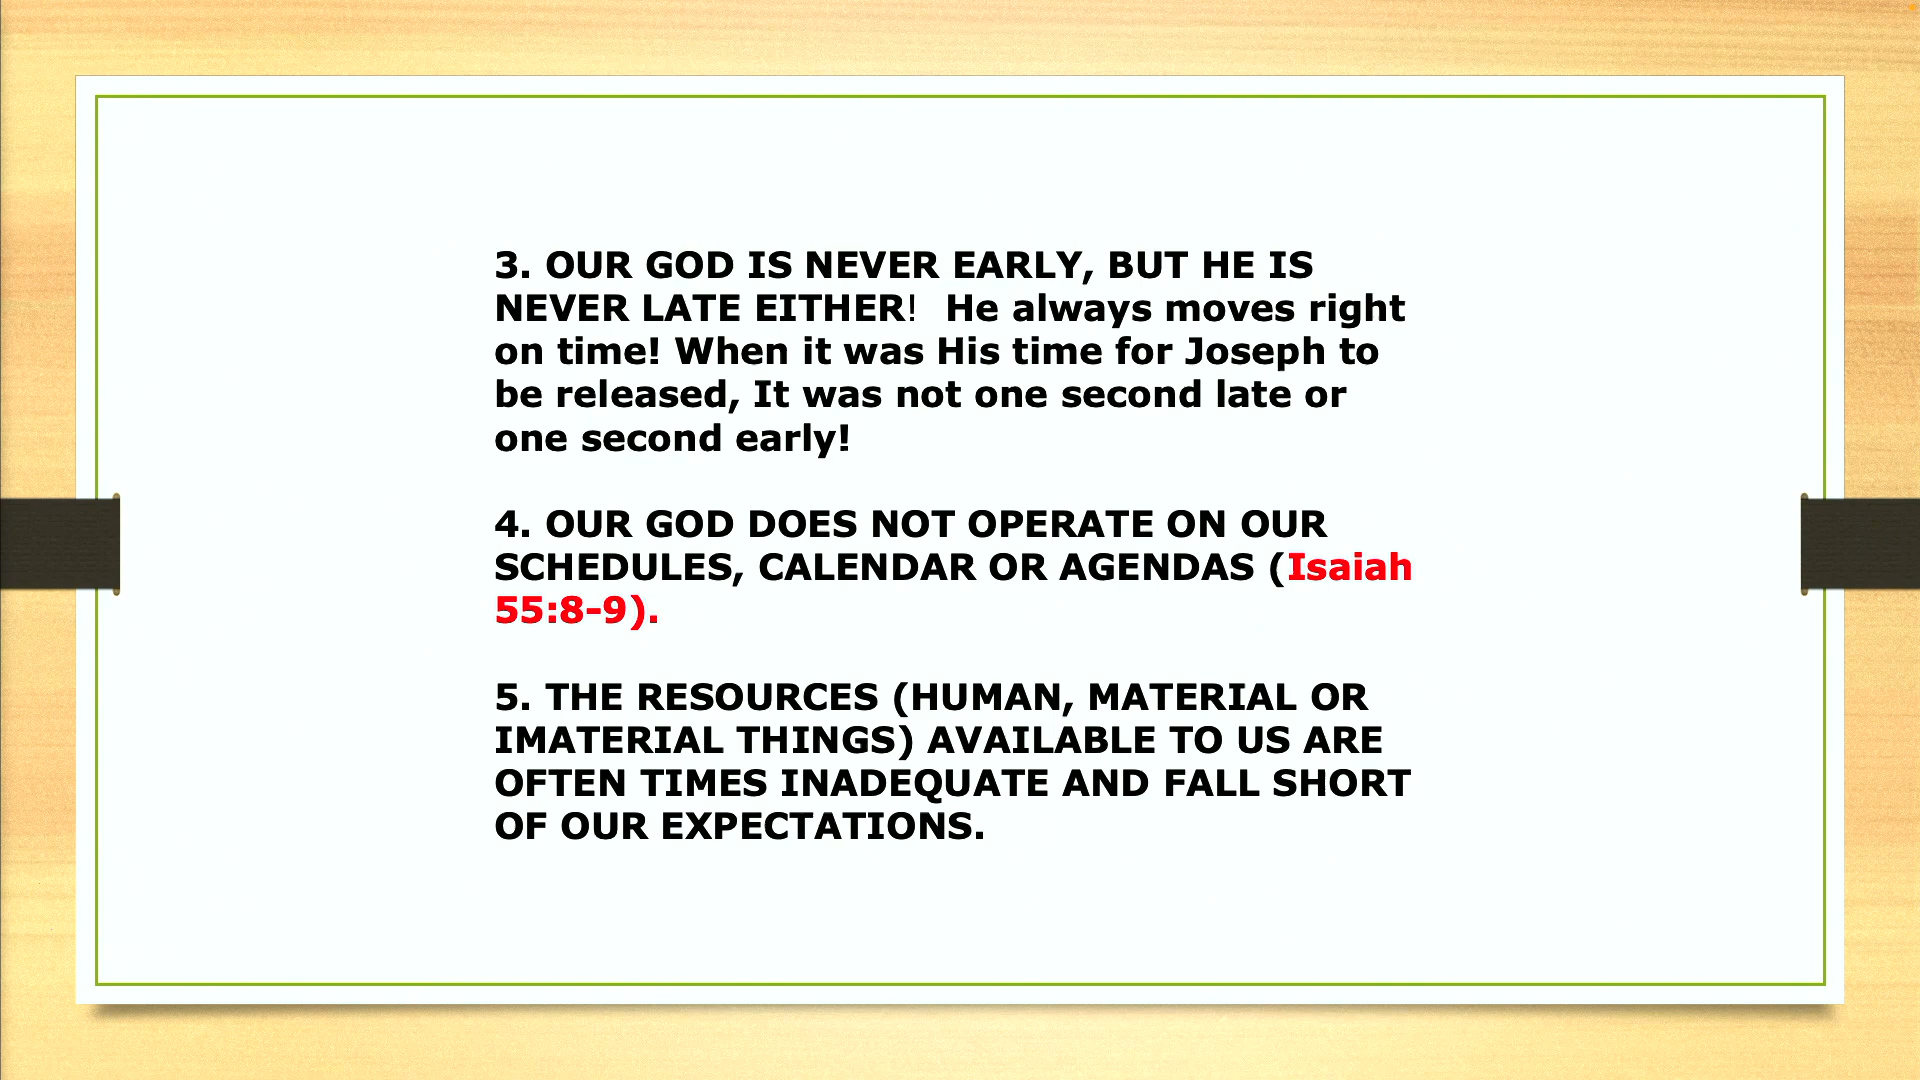 3. OUR GOD IS NEVER EARLY, BUT HE IS
NEVER LATE EITHER!  He always moves right
on time! When it was His time for Joseph to
be released, It was not one second late or
one second early!
4. OUR GOD DOES NOT OPERATE ON OUR
SCHEDULES, CALENDAR OR AGENDAS (Isaiah
55:8-9).
5. THE RESOURCES (HUMAN, MATERIAL OR
IMATERIAL THINGS) AVAILABLE TO US ARE
OFTEN TIMES INADEQUATE AND FALL SHORT
OF OUR EXPECTATIONS.